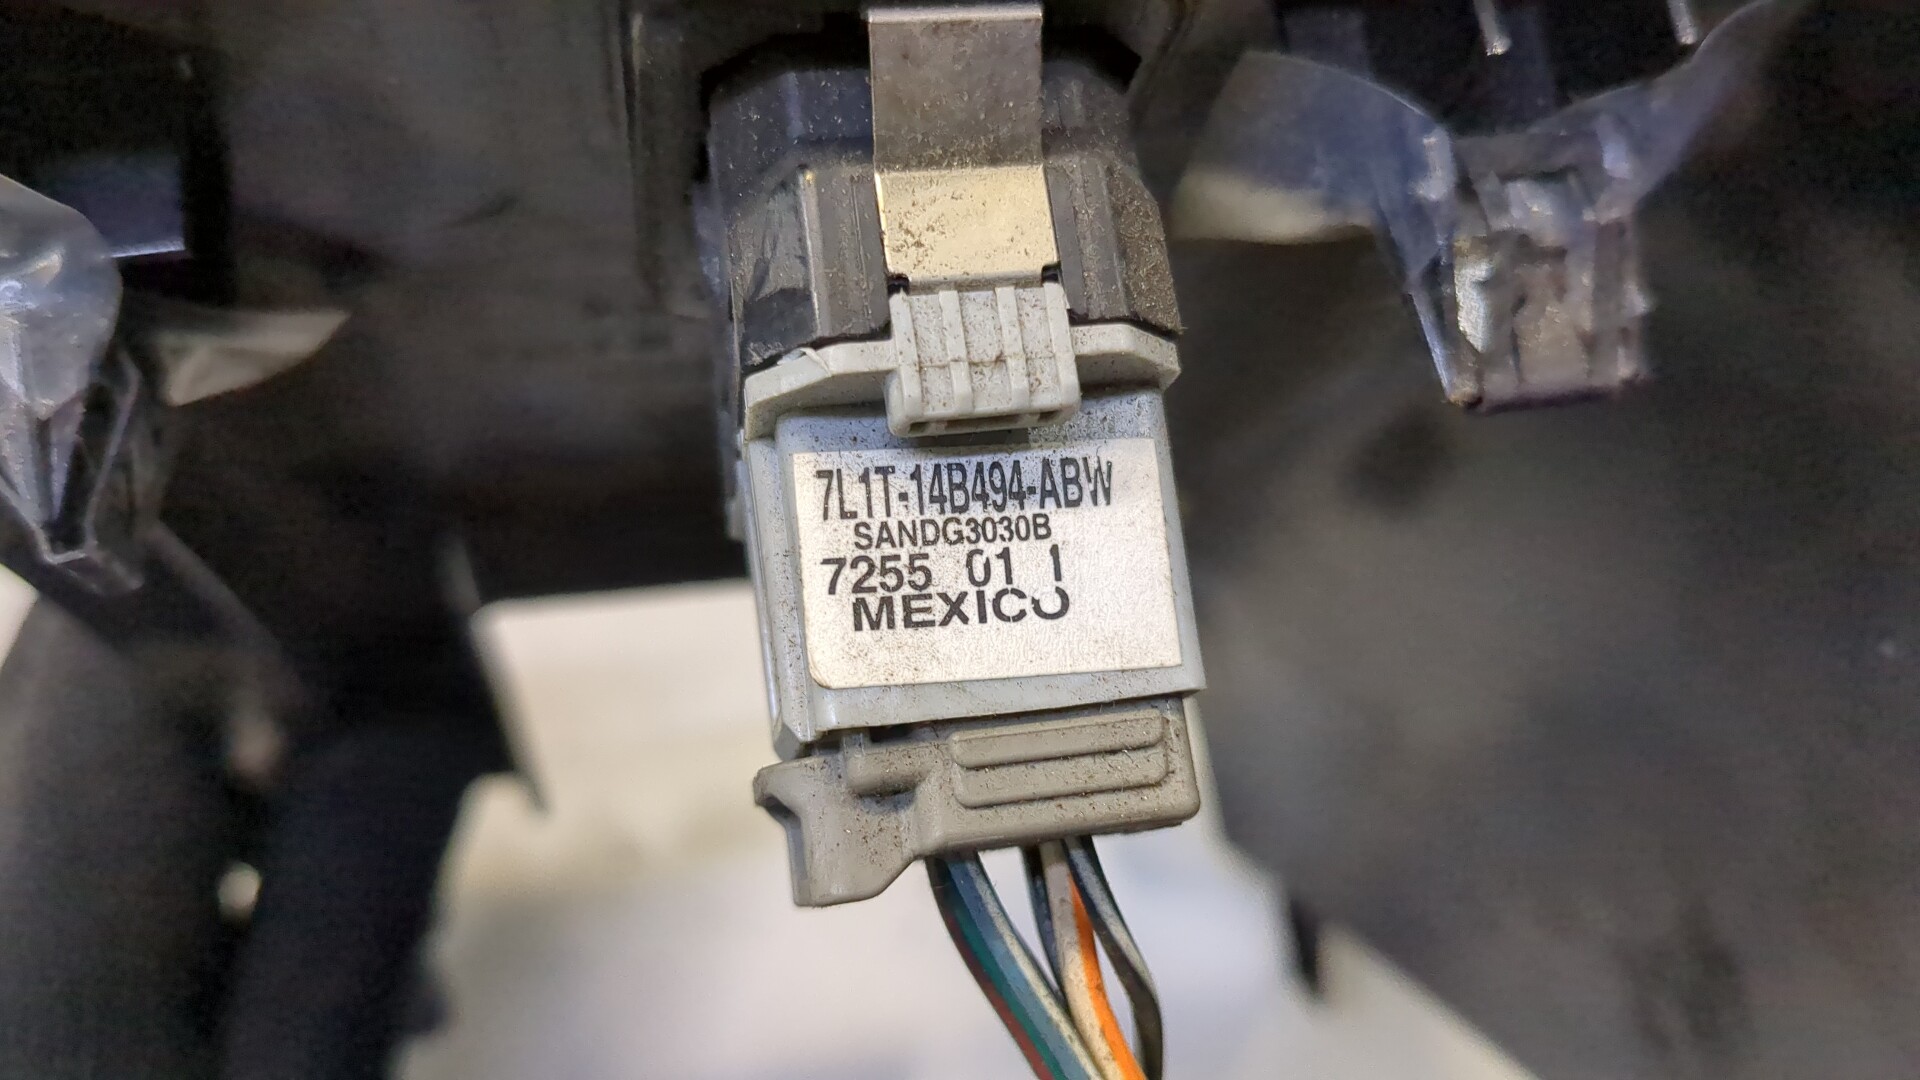 7L1T-14B494-ABW
SANDG3030B
7255 01 1
MEXICO